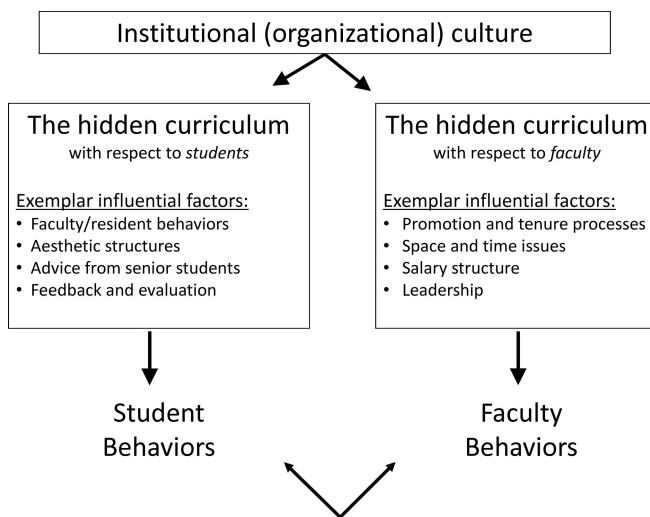 Institutional (organizational) culture
The hidden curriculum
with respect to students
Exemplar influential factors:
• Faculty/resident behaviors
• Aesthetic structures
• Advice from senior students
• Feedback and evaluation
The hidden curriculum
with respect to faculty
Exemplar influential factors:
• Promotion and tenure processes
• Space and time issues
• Salary structure
• Leadership
Student
Behaviors
Faculty
Behaviors